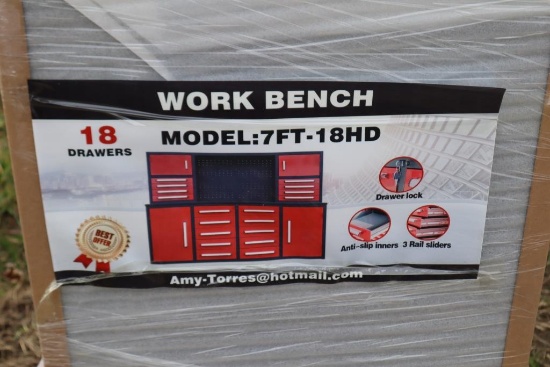 WORK BENCH
18
DRAWERS
MODEL:7FT-18HD
Drawer lock
BEST
OFFER
Anti-slip inners
3 Rail sliders
Amy-Torres@hotmail.com